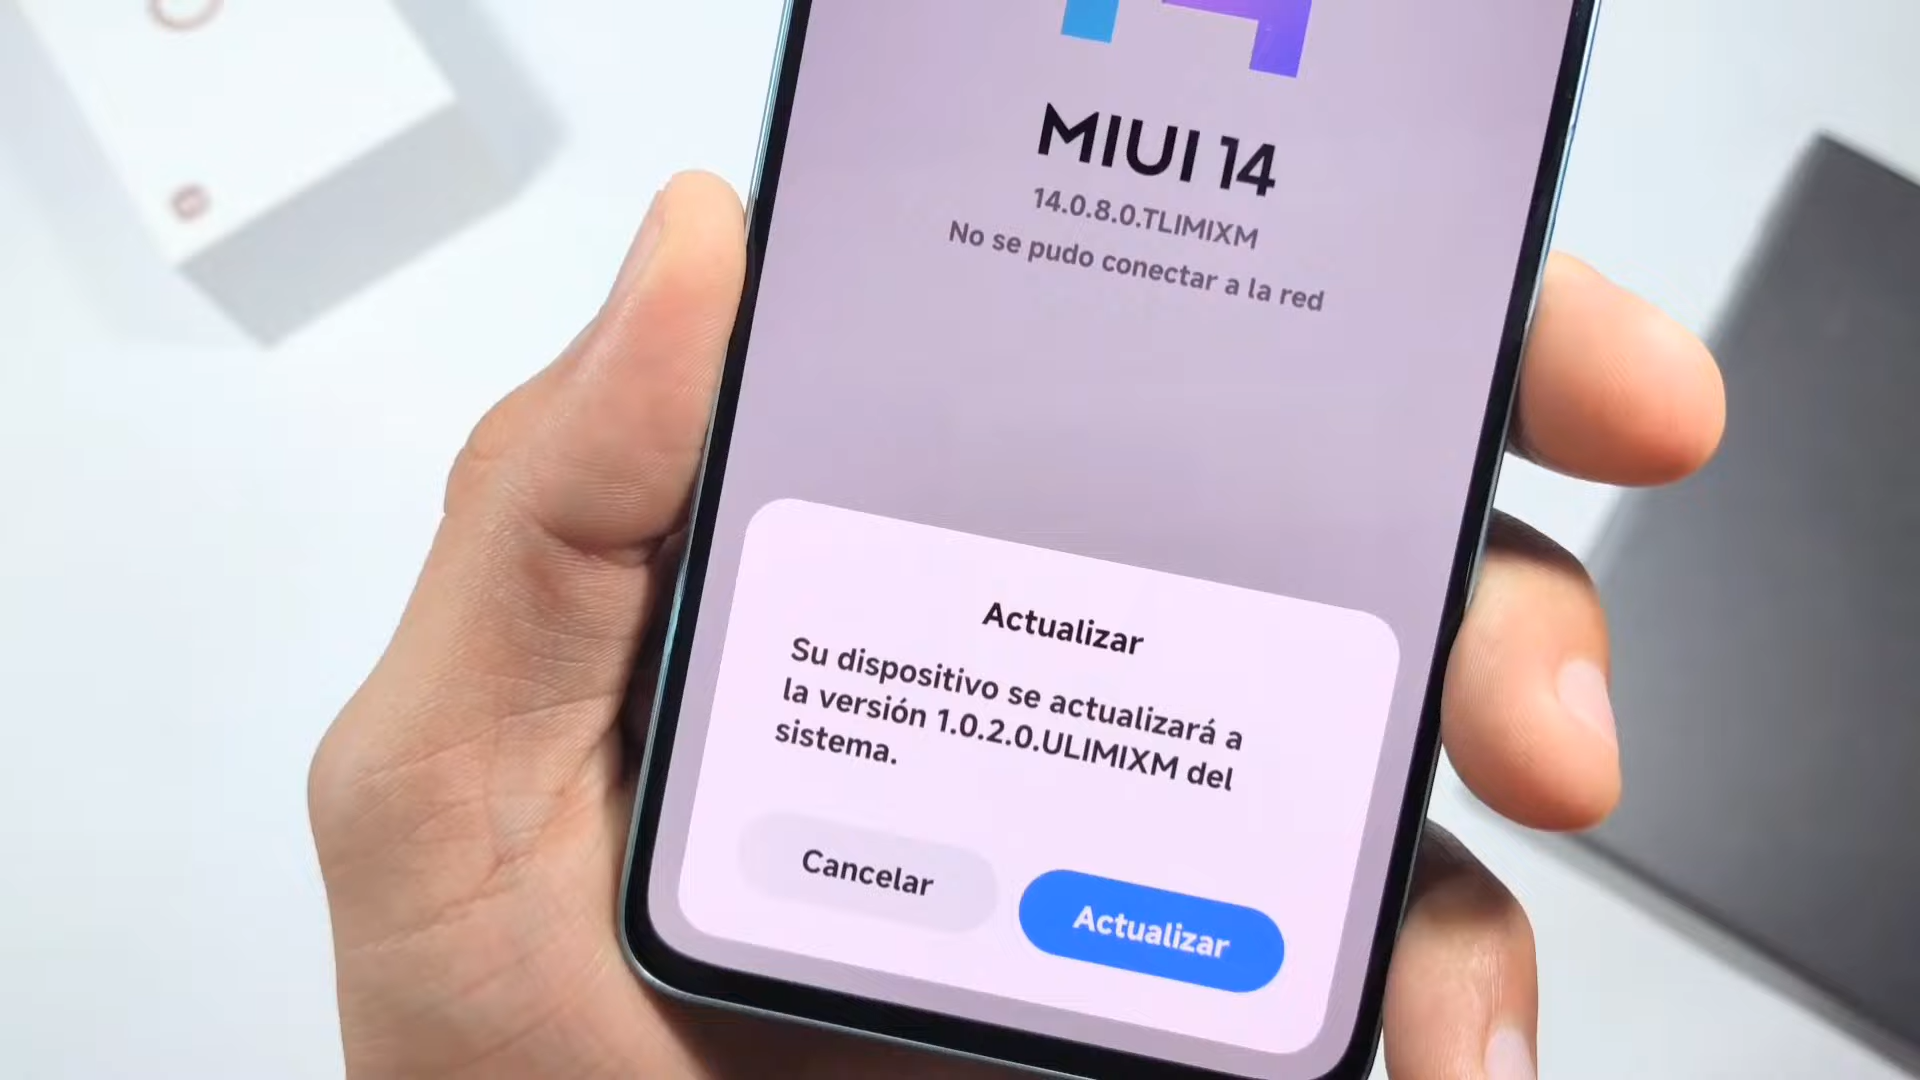 MIUI 14
14.0.8.0.TLIMIXM
No se pudo conectar a la red
Actualizar
Su dispositivo se actualizará a
la versión 1.0.2.0.ULIMIXM del
sistema.
Cancelar
Actualizar